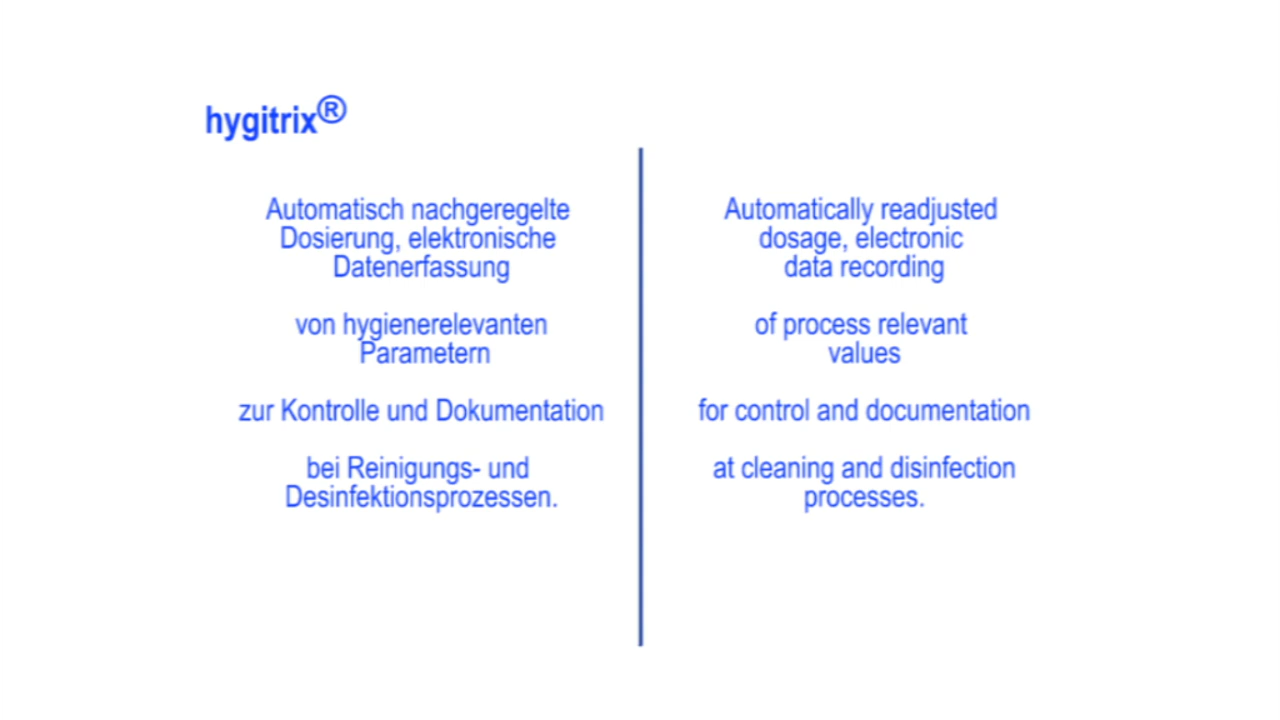 hygitrix®
Automatisch nachgeregelte
Dosierung, elektronische
Datenerfassung
von hygienerelevanten
Parametern
zur Kontrolle und Dokumentation
bei Reinigungs- und
Desinfektionsprozessen.
Automatically readjusted
dosage, electronic
data recording
of process relevant
values
for control and documentation
at cleaning and disinfection
processes.